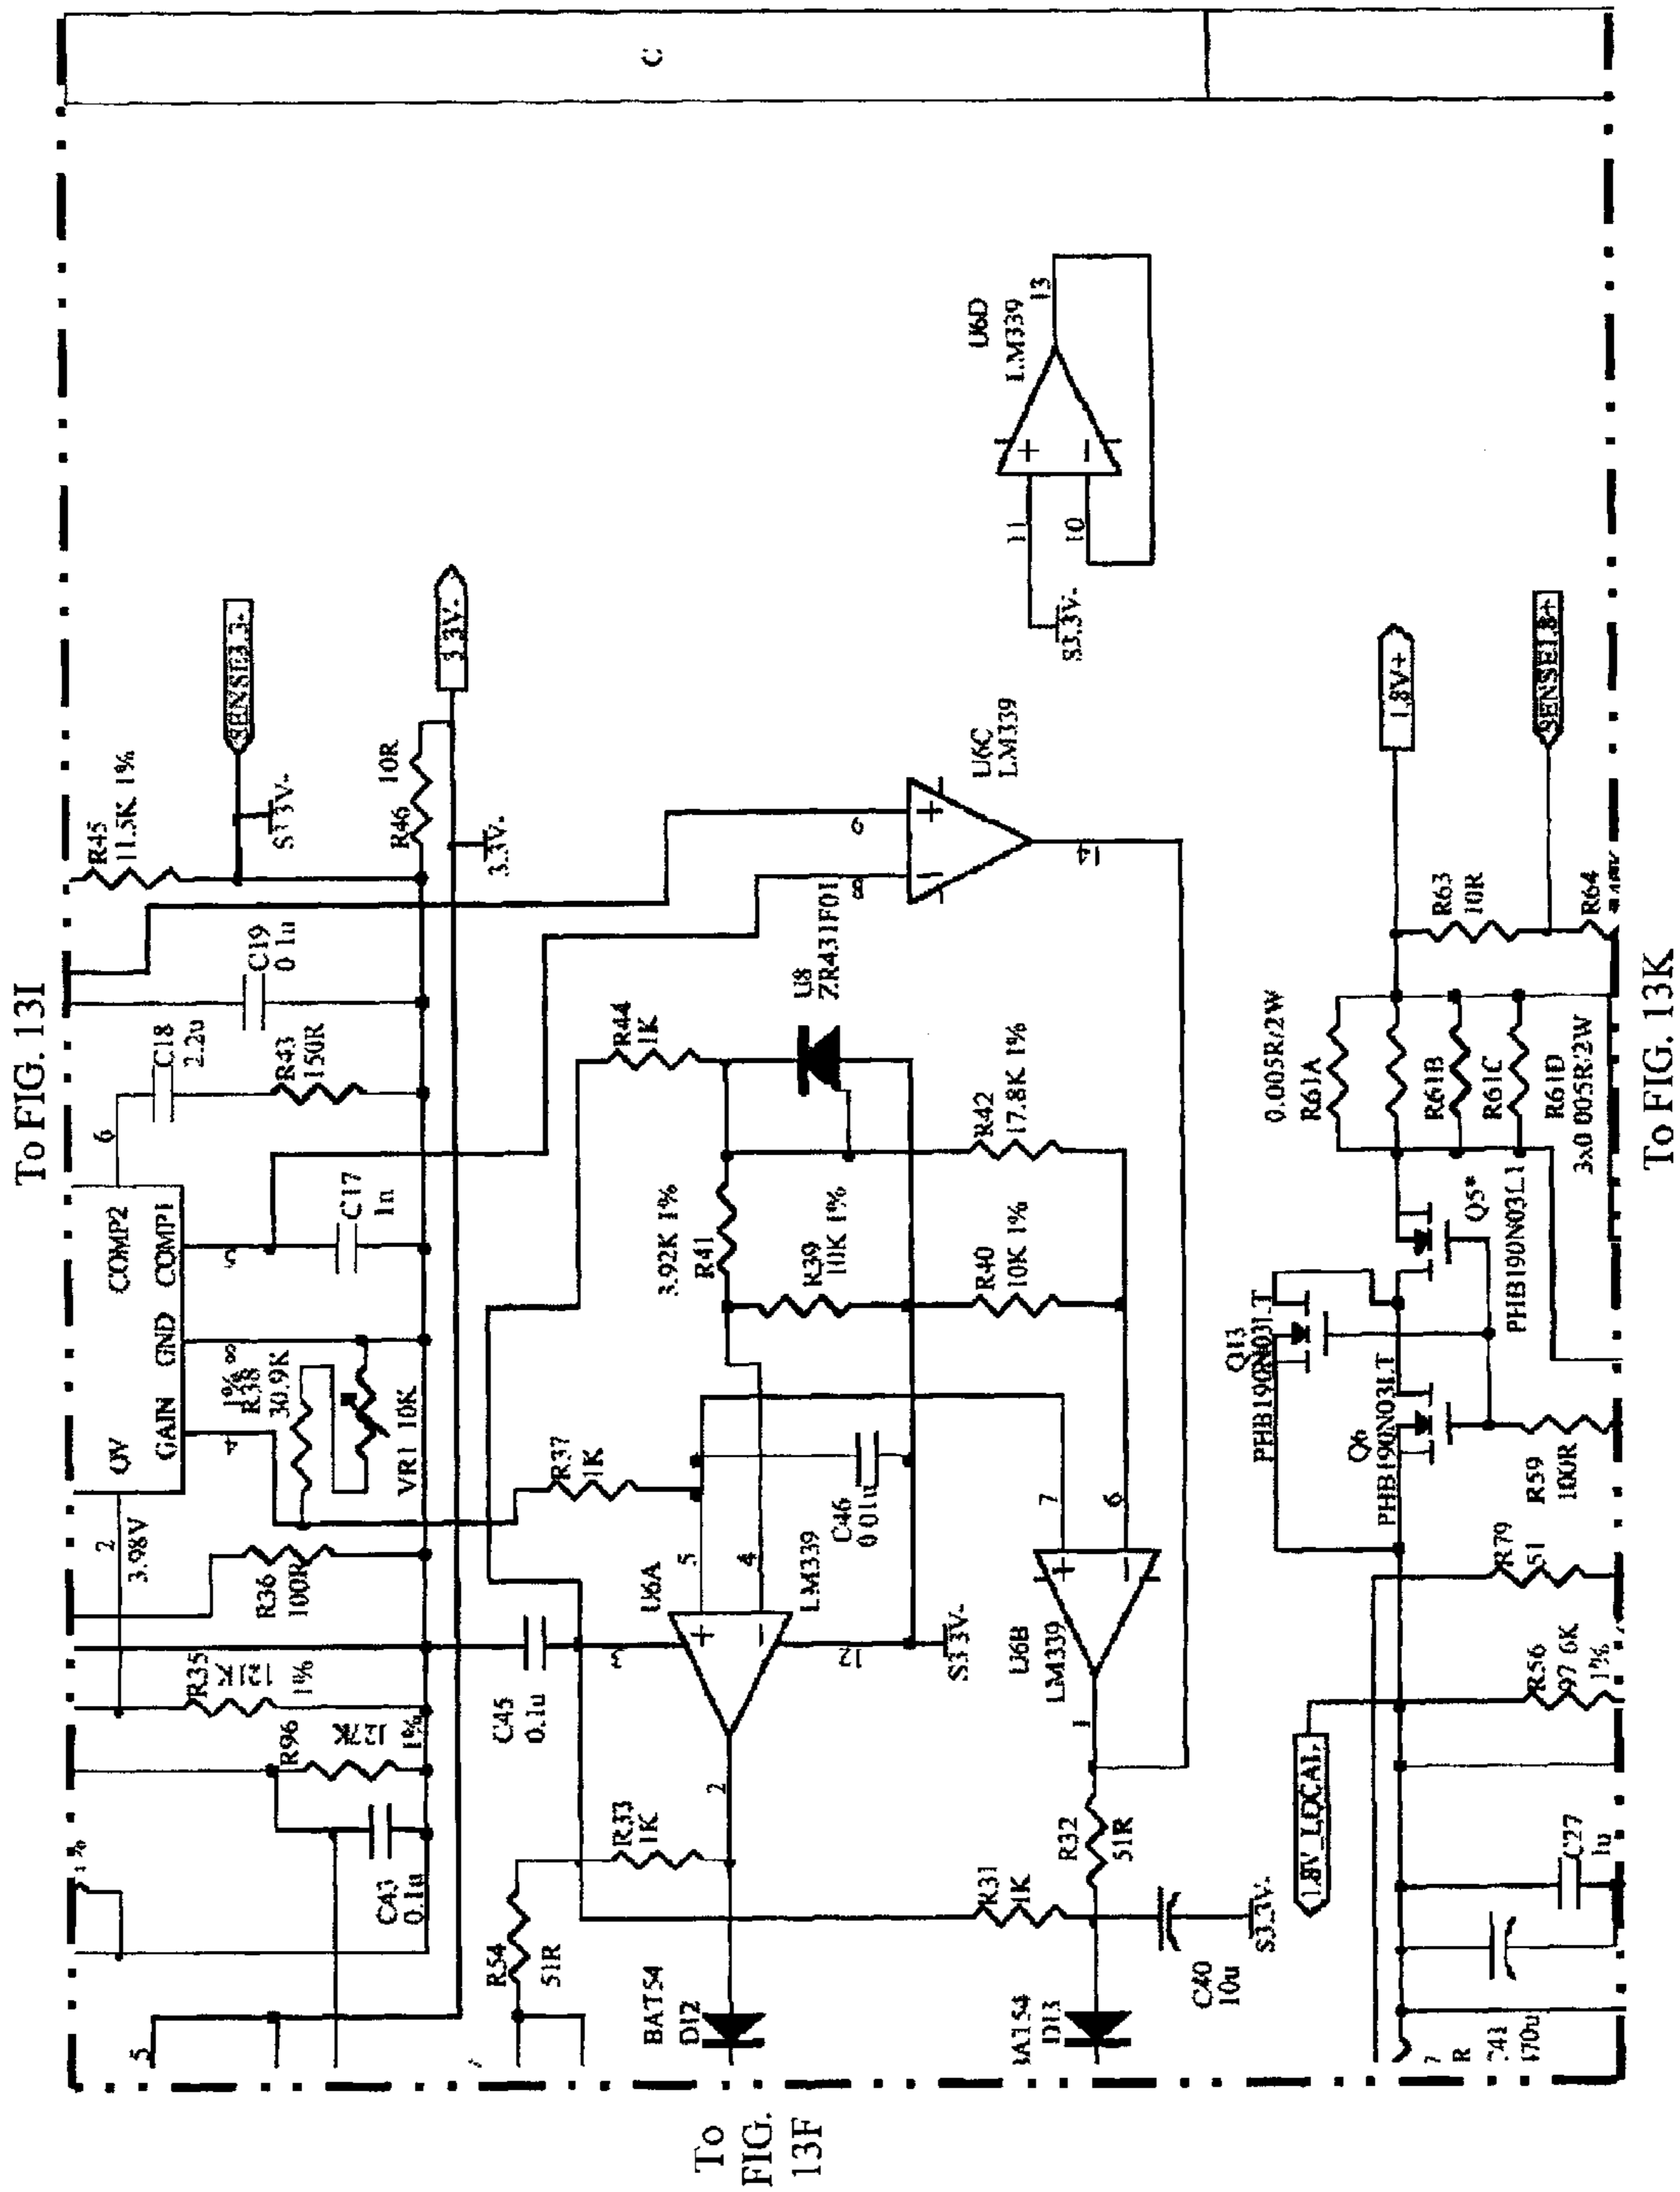 To FIG. 13I
C
R45
11.5K 1%
SENSE3.3-
S3.3V-
3.3V-
10R
R46
3.3V-
C19
0.1u
C18
2.2u
R43
150R
6
COMP2
COMP1
GND
GAIN
OV
5
C17
1n
8
1%
R38
30.9K
4
VR1 10K
2
3.98V
R36
100R
R35
1%
R96
1%
C43
0.1u
5
C45
0.1u
R44
1K
U8
ZR431F01
U6C
LM339
9
8
14
U6D
LM339
13
11
10
S3.3V-
3.92K 1%
R41
R39
10K 1%
R42
17.8K 1%
R40
10K 1%
R37
1K
C46
0.01u
U6A
LM339
5
4
3
12
2
S3.3V-
7
6
U6B
LM339
1
R33
1K
R54
51R
R31
1K
R32
51R
BAT54
D12
D13
C40
10u
S3.3V-
To
FIG.
13F
1.8V+
SENSE1.8+
R63
10R
R64
0.005R/2W
R61A
R61B
R61C
R61D
3x0.005R/2W
Q5*
PHB190N03LT
Q13
PHB190N03LT
Q6
PHB190N03LT
R59
100R
R79
51
R56
97.6K
1%
1.8V_LOCAL
C27
1u
R
To FIG. 13K